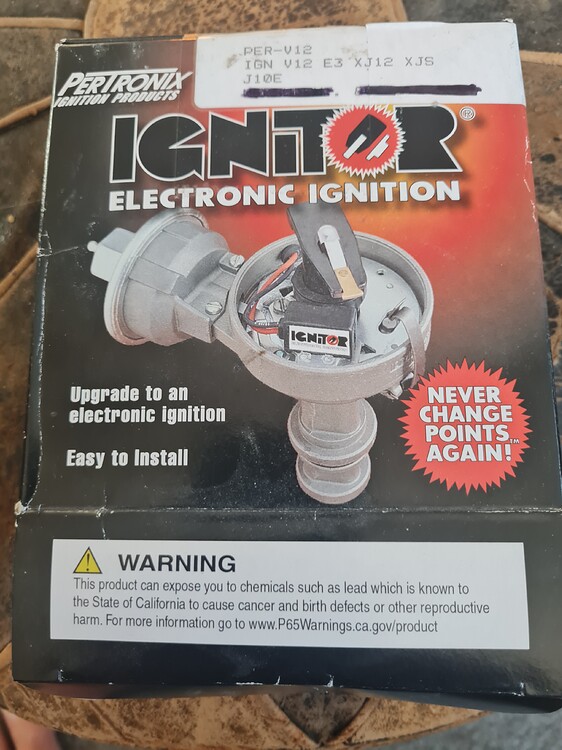 PER-V12
IGN V12 E3 XJ12 XJS
J10E
PERTRONIX
IGNITION PRODUCTS
IGNITOR®
ELECTRONIC IGNITION
IGNITOR
Upgrade to an
electronic ignition
Easy to Install
NEVER
CHANGE
POINTS™
AGAIN!
WARNING
This product can expose you to chemicals such as lead which is known to
the State of California to cause cancer and birth defects or other reproductive
harm. For more information go to www.P65Warnings.ca.gov/product